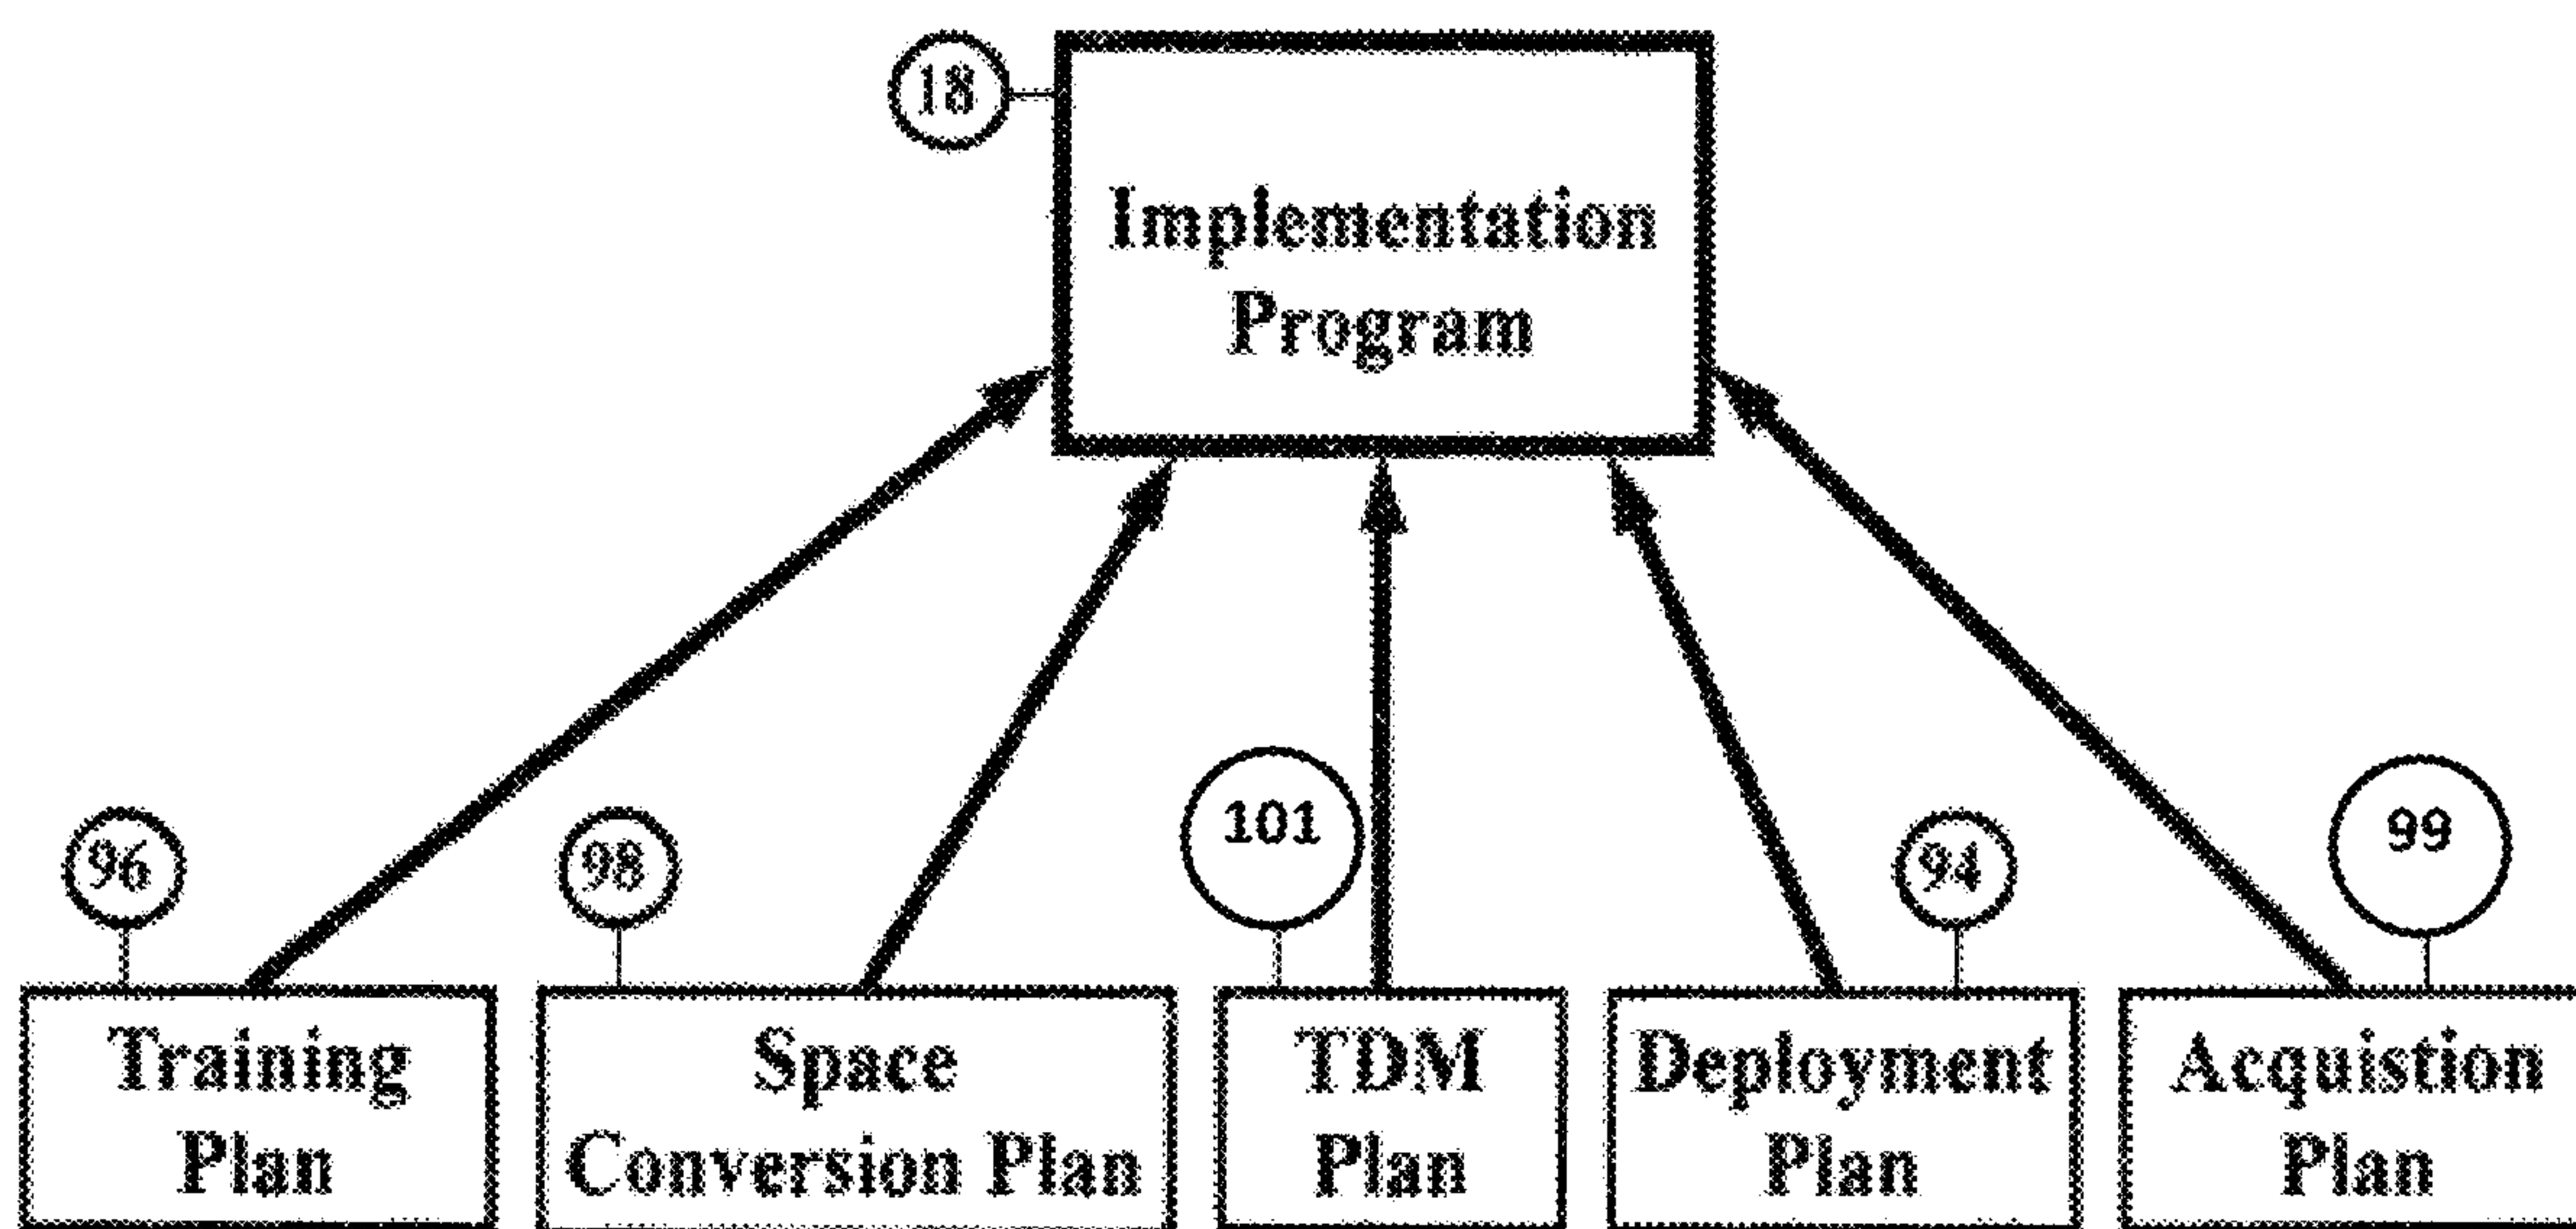 18
Implementation
Program
96
98
101
94
99
Training
Plan
Space
Conversion Plan
TDM
Plan
Deployment
Plan
Acquistion
Plan